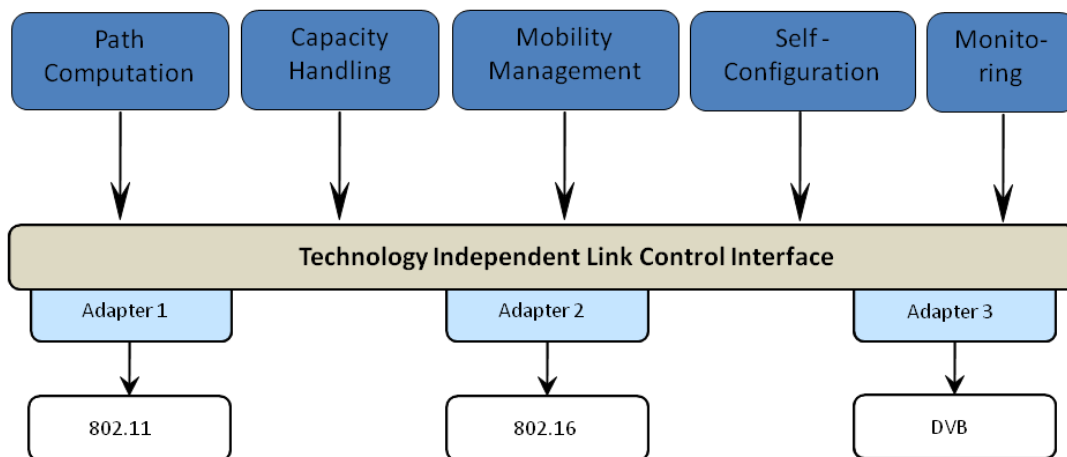 Path
Computation
Capacity
Handling
Mobility
Management
Self -
Configuration
Monito-
ring
Technology Independent Link Control Interface
Adapter 1
Adapter 2
Adapter 3
802.11
802.16
DVB